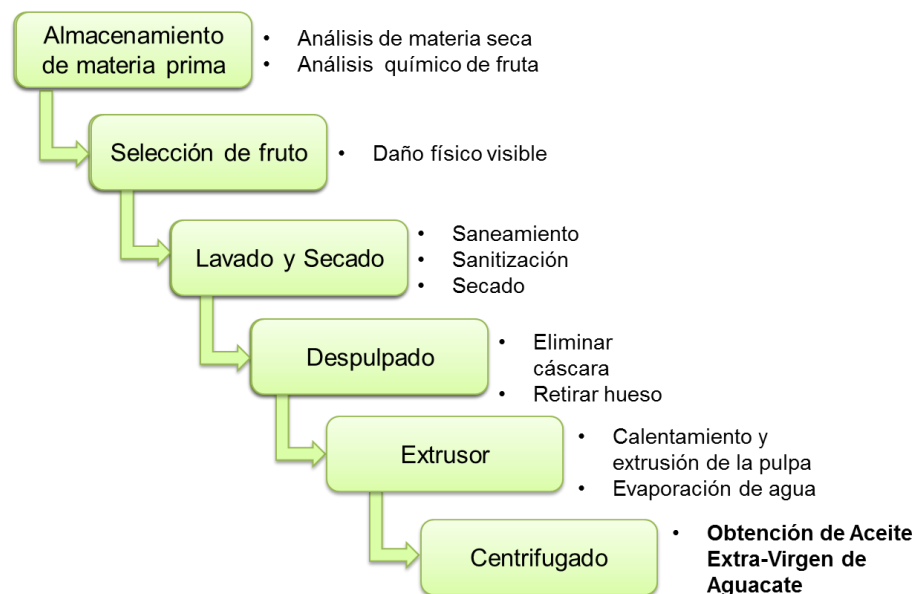 Almacenamiento
de materia prima
• Análisis de materia seca
• Análisis químico de fruta
Selección de fruto
• Daño físico visible
Lavado y Secado
• Saneamiento
• Sanitización
• Secado
Despulpado
• Eliminar
cáscara
• Retirar hueso
Extrusor
• Calentamiento y
extrusión de la pulpa
• Evaporación de agua
Centrifugado
• Obtención de Aceite
Extra-Virgen de
Aguacate